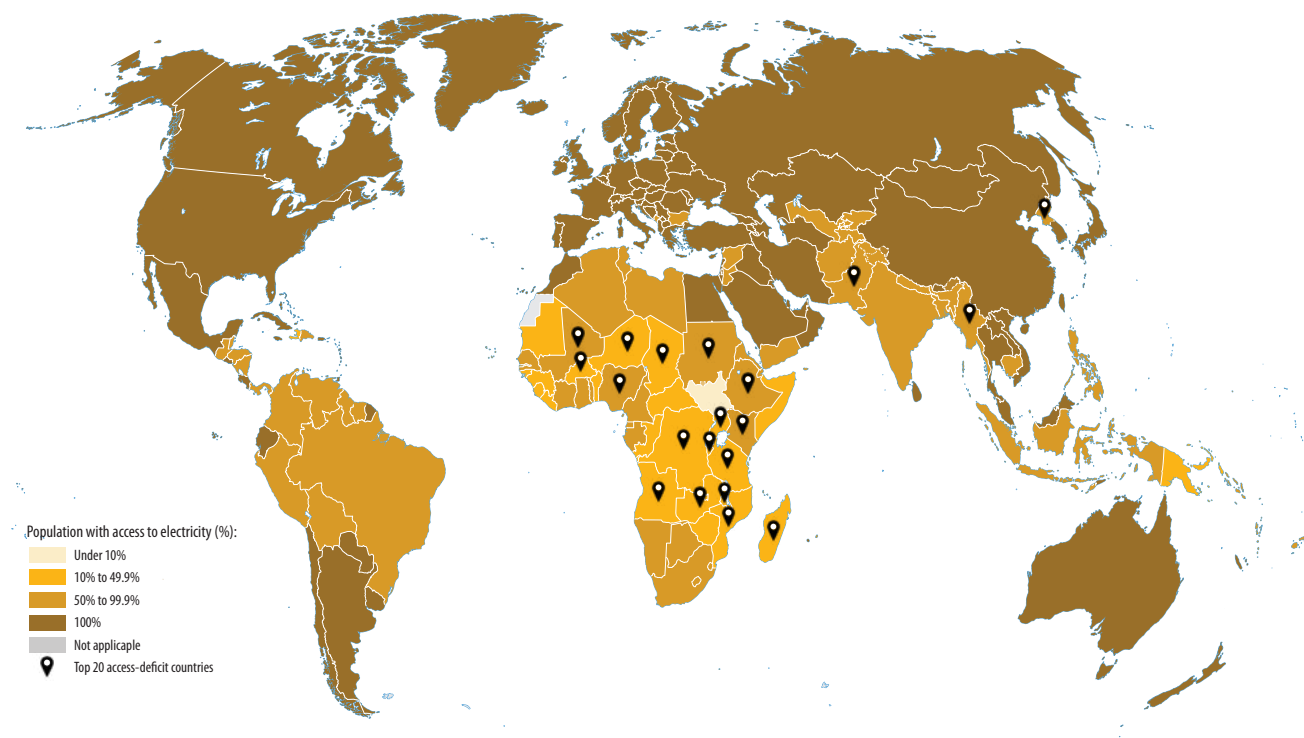 Population with access to electricity (%):
Under 10%
10% to 49.9%
50% to 99.9%
100%
Not applicaple
Top 20 access-deficit countries